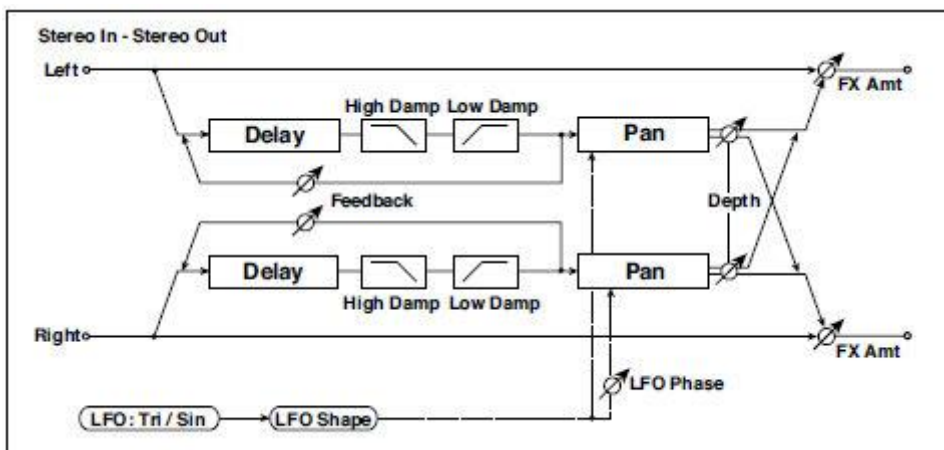 Stereo In - Stereo Out
Left
FX Amt
High Damp Low Damp
Delay
Pan
Feedback
Depth
Delay
Pan
High Damp Low Damp
Right
FX Amt
LFO Phase
LFO: Tri / Sin
LFO Shape